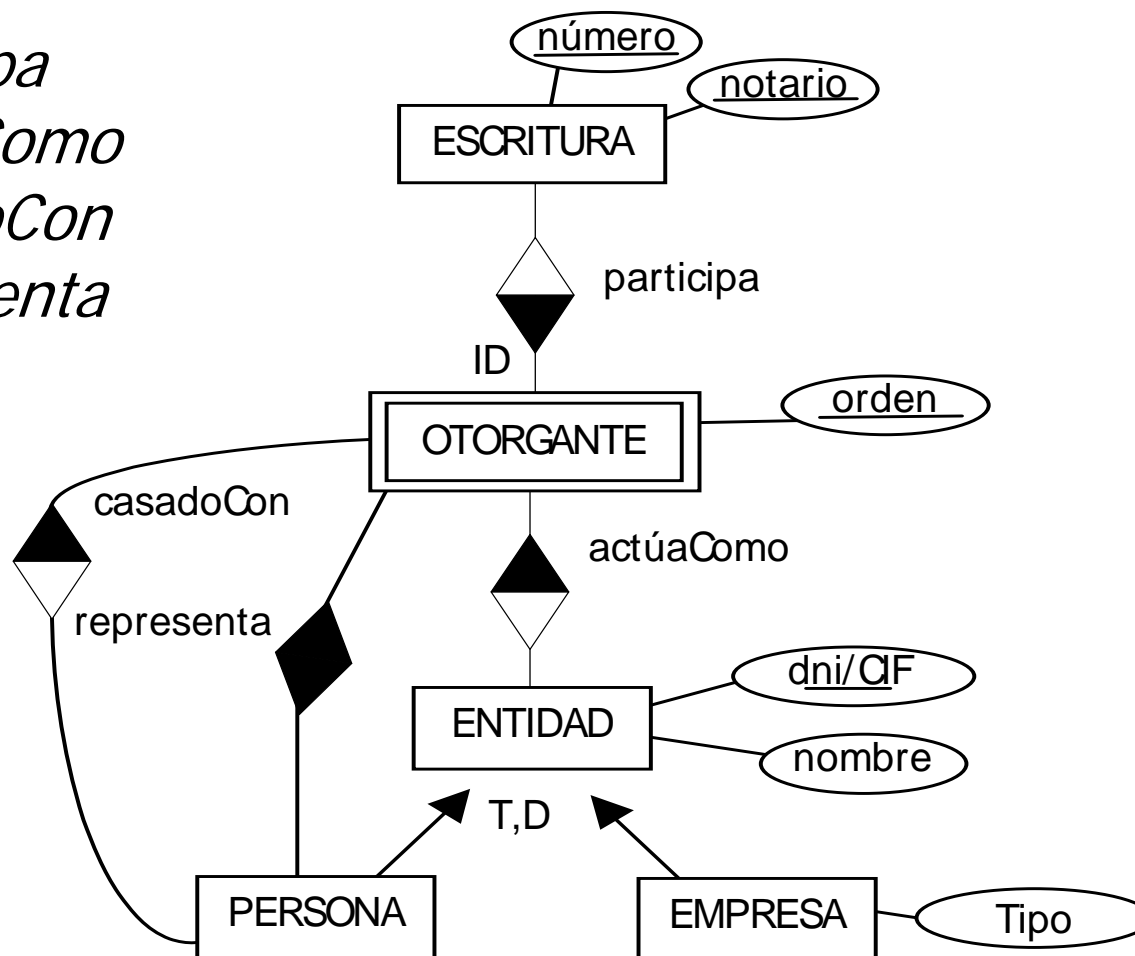 número
notario
ESCRITURA
participa
ID
OTORGANTE
orden
casadoCon
actúaComo
representa
dni/CIF
ENTIDAD
nombre
T,D
PERSONA
EMPRESA
Tipo